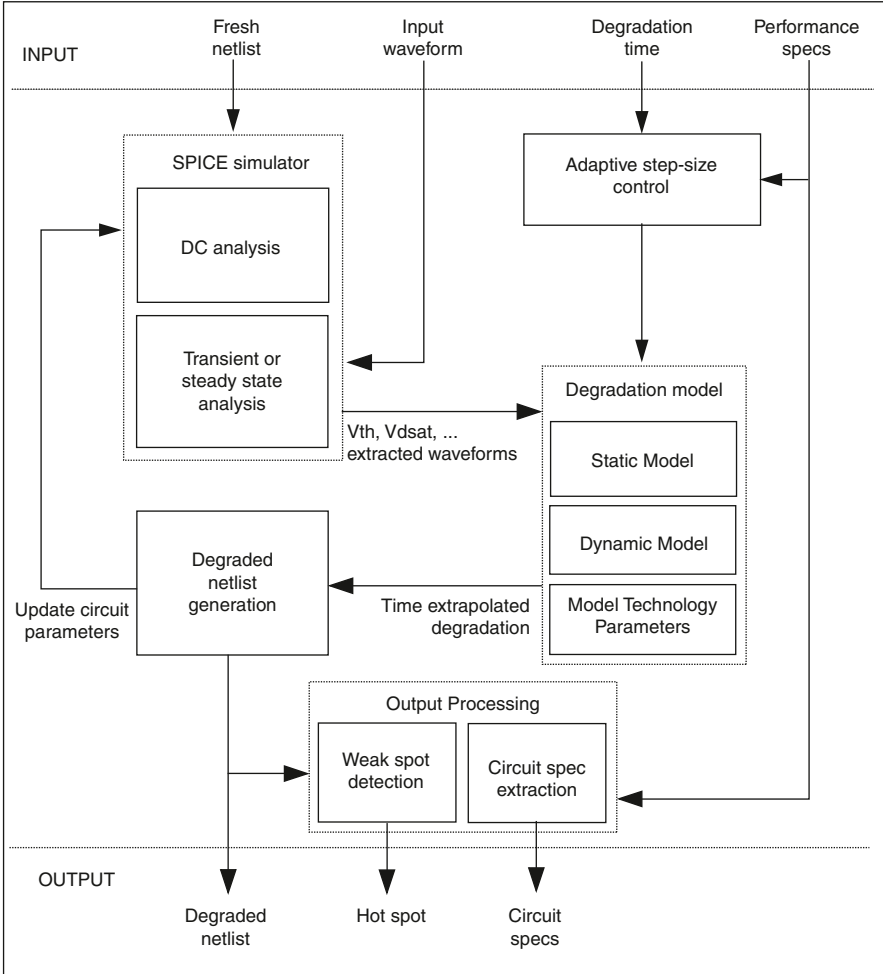 INPUT
Fresh
netlist
Input
waveform
Degradation
time
Performance
specs
SPICE simulator
DC analysis
Transient or
steady state
analysis
Adaptive step-size
control
Vth, Vdsat, ...
extracted waveforms
Degradation model
Static Model
Dynamic Model
Model Technology
Parameters
Degraded
netlist
generation
Time extrapolated
degradation
Update circuit
parameters
Output Processing
Weak spot
detection
Circuit spec
extraction
OUTPUT
Degraded
netlist
Hot spot
Circuit
specs